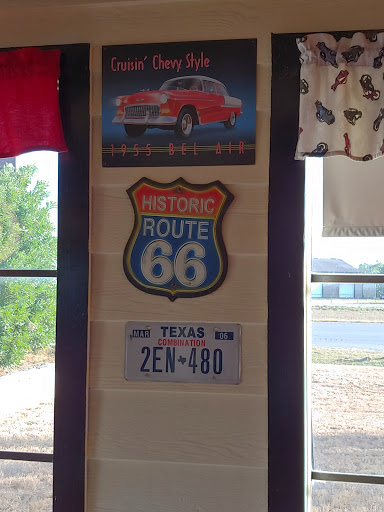 Cruisin' Chevy Style
1955 BEL AIR
HISTORIC
ROUTE
66
MAR TEXAS 06
COMBINATION
2EN 480